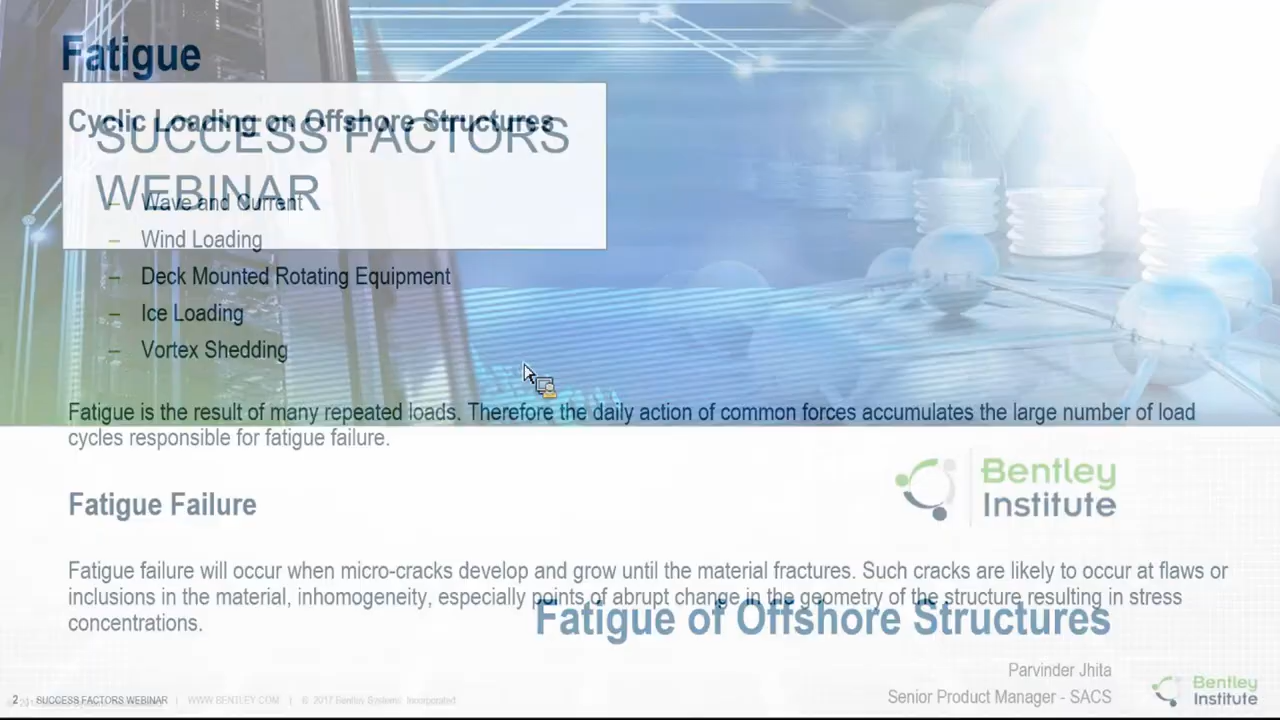 Fatigue
Cyclic Loading on Offshore Structures
SUCCESS FACTORS
WEBINAR
– Wave and Current
– Wind Loading
– Deck Mounted Rotating Equipment
– Ice Loading
– Vortex Shedding
Fatigue is the result of many repeated loads. Therefore the daily action of common forces accumulates the large number of load
cycles responsible for fatigue failure.
Bentley
Institute
Fatigue Failure
Fatigue failure will occur when micro-cracks develop and grow until the material fractures. Such cracks are likely to occur at flaws or
inclusions in the material, inhomogeneity, especially points of abrupt change in the geometry of the structure resulting in stress
concentrations.
Fatigue of Offshore Structures
Parvinder Jhita
Senior Product Manager - SACS
2 | SUCCESS FACTORS WEBINAR | WWW.BENTLEY.COM | © 2017 Bentley Systems, Incorporated
Bentley
Institute